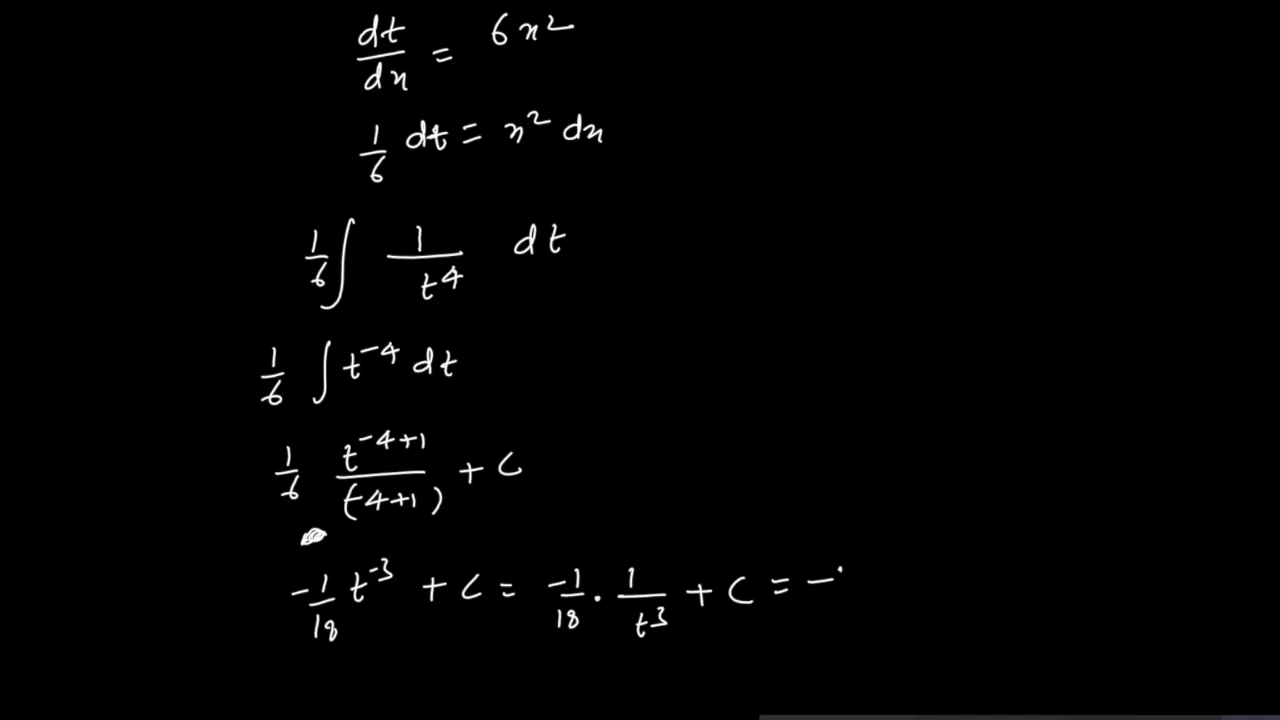 dt/dx = 6x²
1/6 dt = x² dx
1/6 ∫ 1/t⁴ dt
1/6 ∫ t⁻⁴ dt
1/6 t⁻⁴⁺¹/(-4+1) + C
-1/18 t⁻³ + C = -1/18 · 1/t³ + C = -